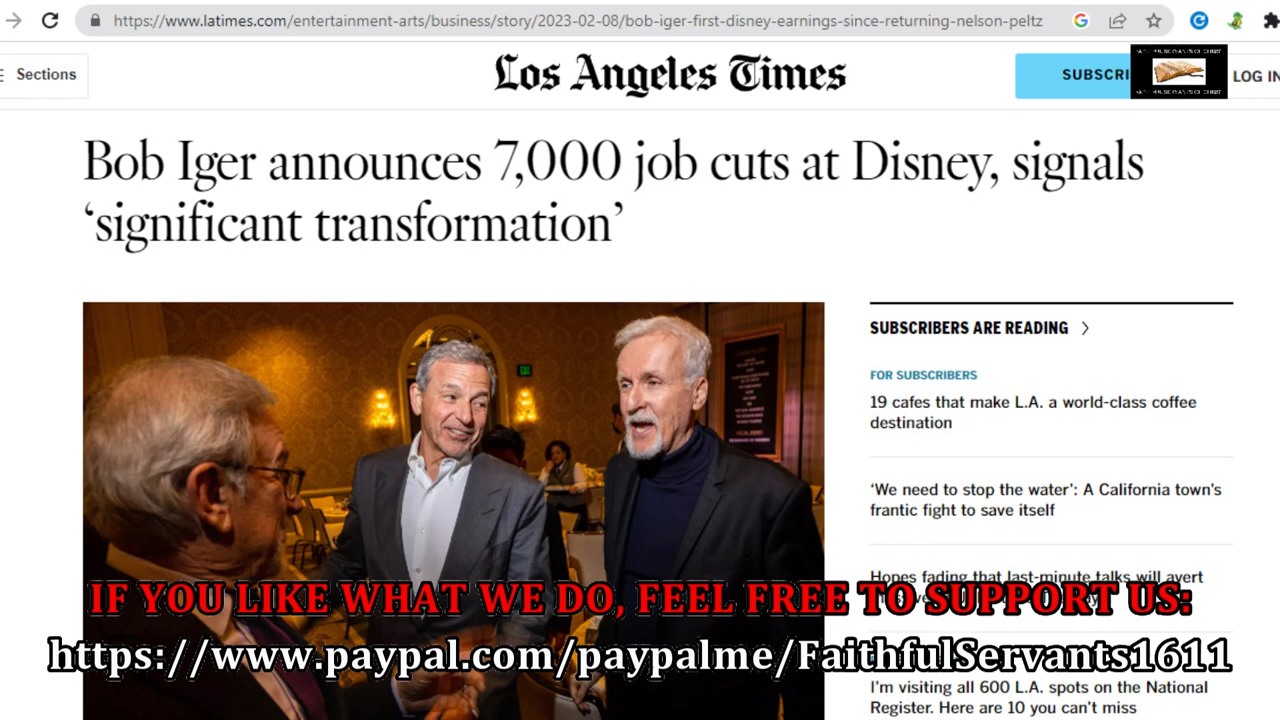 https://www.latimes.com/entertainment-arts/business/story/2023-02-08/bob-iger-first-disney-earnings-since-returning-nelson-peltz
Sections
Los Angeles Times
SUBSCRI
LOG IN
Bob Iger announces 7,000 job cuts at Disney, signals
‘significant transformation’
SUBSCRIBERS ARE READING
FOR SUBSCRIBERS
19 cafes that make L.A. a world-class coffee
destination
‘We need to stop the water’: A California town’s
frantic fight to save itself
Hopes fading that last-minute talks will avert
IF YOU LIKE WHAT WE DO, FEEL FREE TO SUPPORT US:
https://www.paypal.com/paypalme/FaithfulServants1611
I'm visiting all 600 L.A. spots on the National
Register. Here are 10 you can’t miss